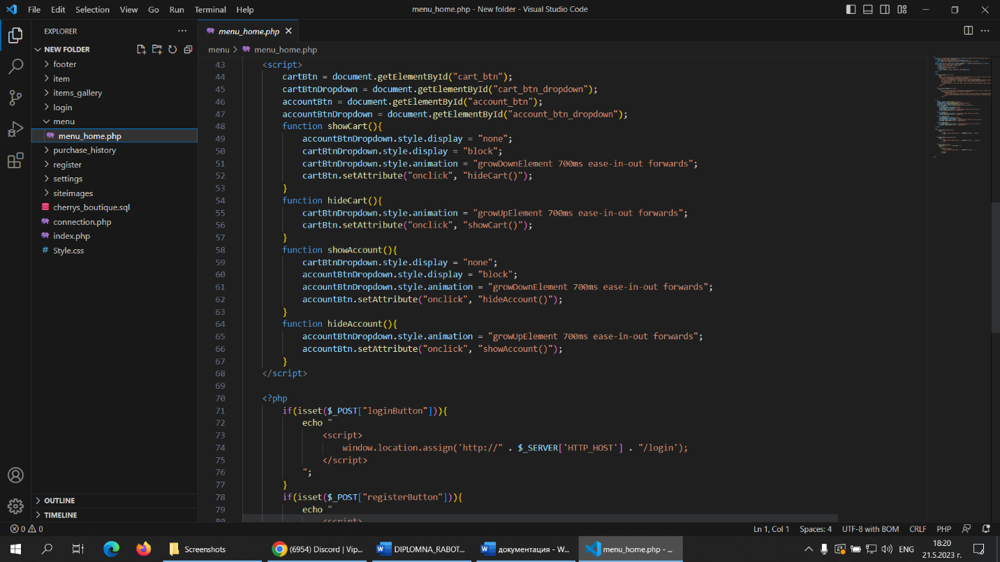 File Edit Selection View Go Run Terminal Help
menu_home.php - New folder - Visual Studio Code
EXPLORER
NEW FOLDER
footer
item
items_gallery
login
menu
menu_home.php
purchase_history
register
settings
siteimages
cherrys_boutique.sql
connection.php
index.php
# Style.css
OUTLINE
TIMELINE
menu_home.php
menu > menu_home.php
43 <script>
44 cartBtn = document.getElementById("cart_btn");
45 cartBtnDropdown = document.getElementById("cart_btn_dropdown");
46 accountBtn = document.getElementById("account_btn");
47 accountBtnDropdown = document.getElementById("account_btn_dropdown");
48 function showCart(){
49 accountBtnDropdown.style.display = "none";
50 cartBtnDropdown.style.display = "block";
51 cartBtnDropdown.style.animation = "growDownElement 700ms ease-in-out forwards";
52 cartBtn.setAttribute("onclick", "hideCart()");
53 }
54 function hideCart(){
55 cartBtnDropdown.style.animation = "growUpElement 700ms ease-in-out forwards";
56 cartBtn.setAttribute("onclick", "showCart()");
57 }
58 function showAccount(){
59 cartBtnDropdown.style.display = "none";
60 accountBtnDropdown.style.display = "block";
61 accountBtnDropdown.style.animation = "growDownElement 700ms ease-in-out forwards";
62 accountBtn.setAttribute("onclick", "hideAccount()");
63 }
64 function hideAccount(){
65 accountBtnDropdown.style.animation = "growUpElement 700ms ease-in-out forwards";
66 accountBtn.setAttribute("onclick", "showAccount()");
67 }
68 </script>
69
70 <?php
71 if(isset($_POST["loginButton"])){
72 echo "
73 <script>
74 window.location.assign('http://" . $_SERVER['HTTP_HOST'] . "/login');
75 </script>
76 ";
77 }
78 if(isset($_POST["registerButton"])){
79 echo "
80 <script>
0 0
Ln 1, Col 1 Spaces: 4 UTF-8 with BOM CRLF PHP
Screenshots
(6954) Discord | Vip...
DIPLOMNA_RABOT...
документация - W...
menu_home.php - ...
ENG
18:20
21.5.2023 г.